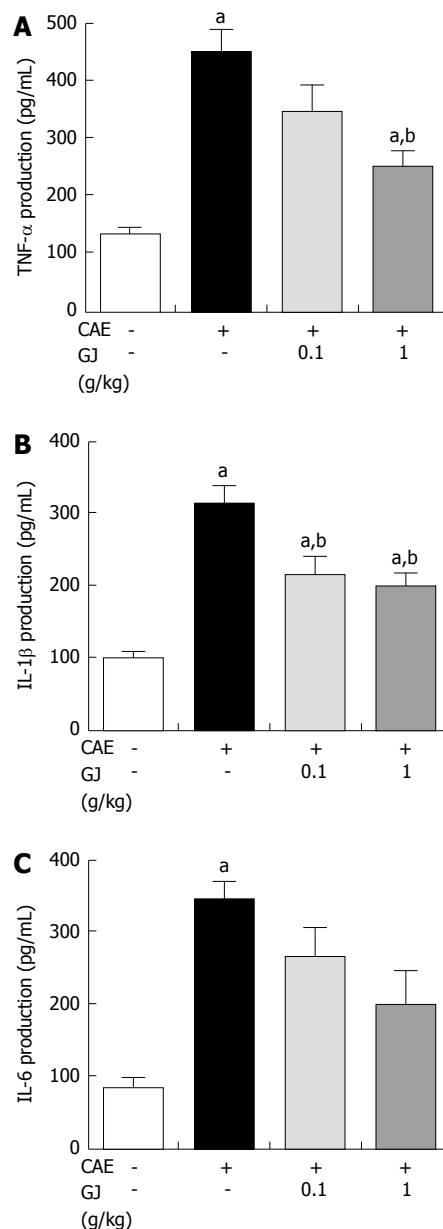 A
TNF-α production (pg/mL)
500
400
300
200
100
0
a
a,b
CAE - + + +
GJ - - 0.1 1
(g/kg)
B
IL-1β production (pg/mL)
400
300
200
100
0
a
a,b
a,b
CAE - + + +
GJ - - 0.1 1
(g/kg)
C
IL-6 production (pg/mL)
400
300
200
100
0
a
CAE - + + +
GJ - - 0.1 1
(g/kg)